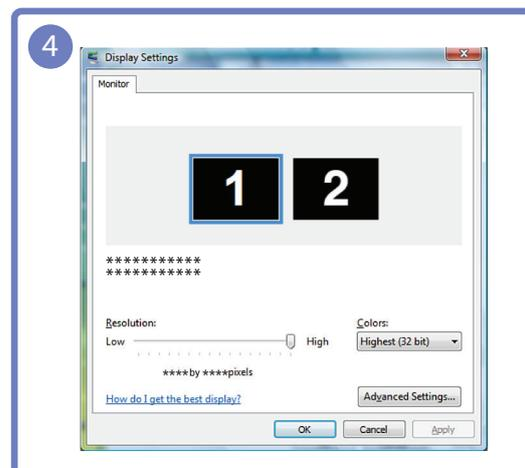 4
Display Settings
Monitor
1 2
***********
***********
Resolution:
Low High
****by ****pixels
Colors:
Highest (32 bit)
How do I get the best display?
Advanced Settings...
OK Cancel Apply